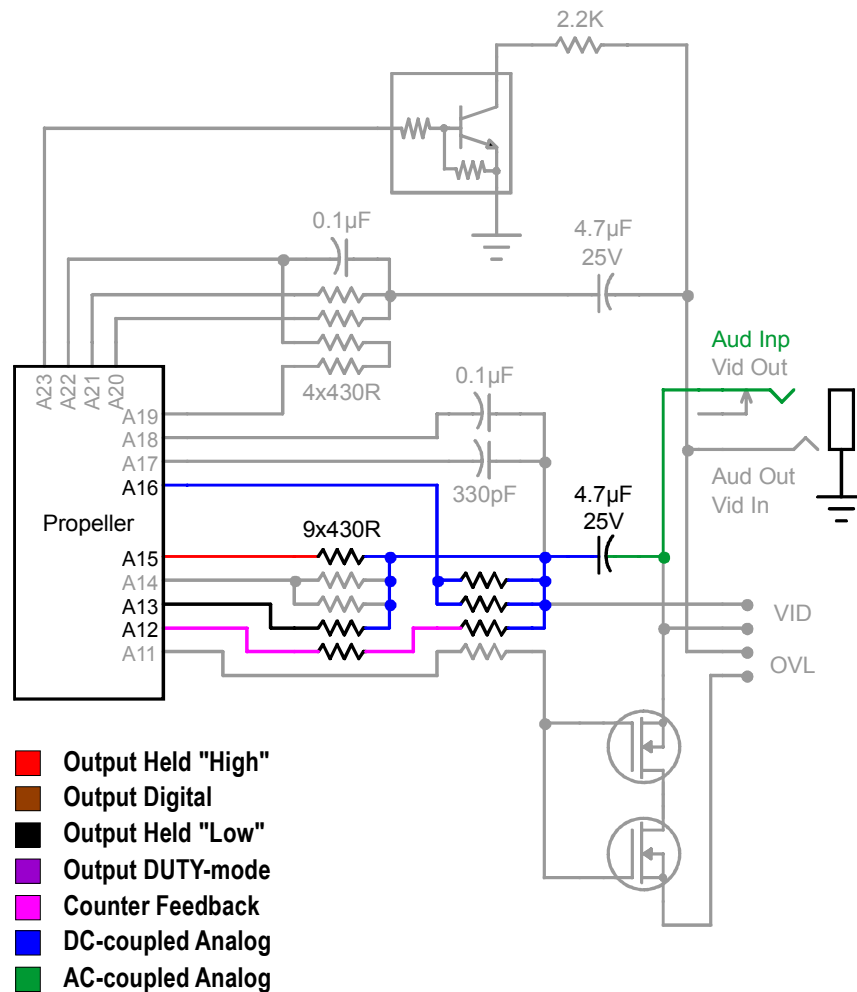 2.2K
0.1µF
4.7µF
25V
Aud Inp
Vid Out
A23
A22
A21
A20
4x430R
0.1µF
A19
A18
A17
A16
330pF
4.7µF
25V
Aud Out
Vid In
Propeller
9x430R
A15
A14
A13
A12
A11
VID
OVL
Output Held "High"
Output Digital
Output Held "Low"
Output DUTY-mode
Counter Feedback
DC-coupled Analog
AC-coupled Analog